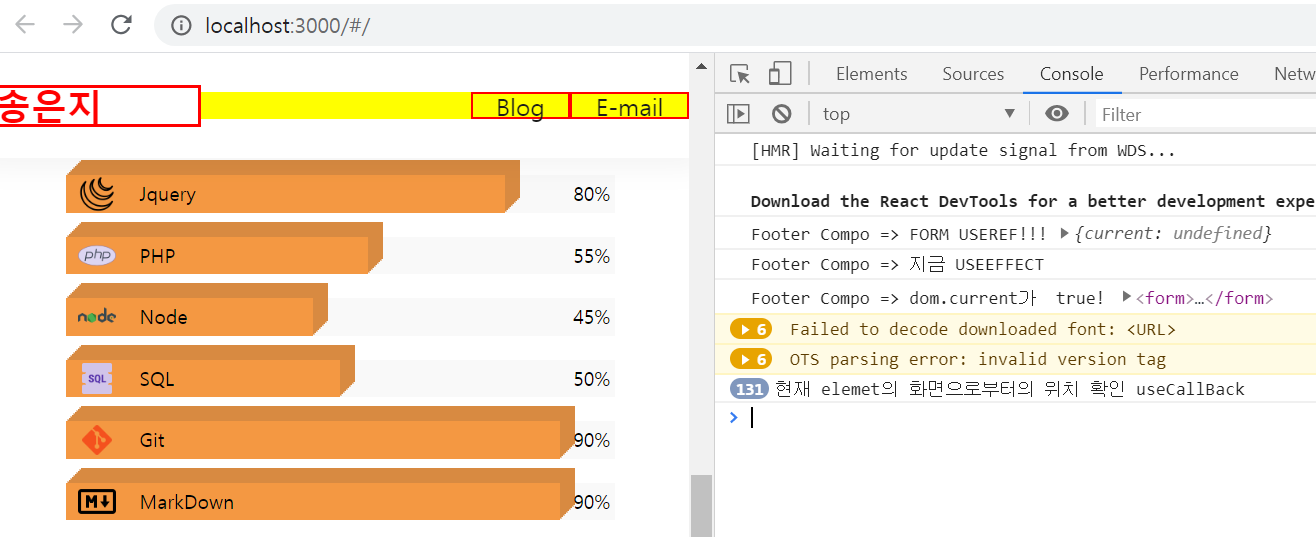 localhost:3000/#/
Elements Sources Console Performance Netw
top Filter
송은지 Blog E-mail
Jquery 80%
php PHP 55%
node Node 45%
SQL SQL 50%
Git 90%
M MarkDown 90%
[HMR] Waiting for update signal from WDS...
Download the React DevTools for a better development expe
Footer Compo => FORM USEREF!!! ▶{current: undefined}
Footer Compo => 지금 USEEFFECT
Footer Compo => dom.current가 true! ▶<form>…</form>
▶ 6 Failed to decode downloaded font: <URL>
▶ 6 OTS parsing error: invalid version tag
131 현재 elemet의 화면으로부터의 위치 확인 useCallBack
>